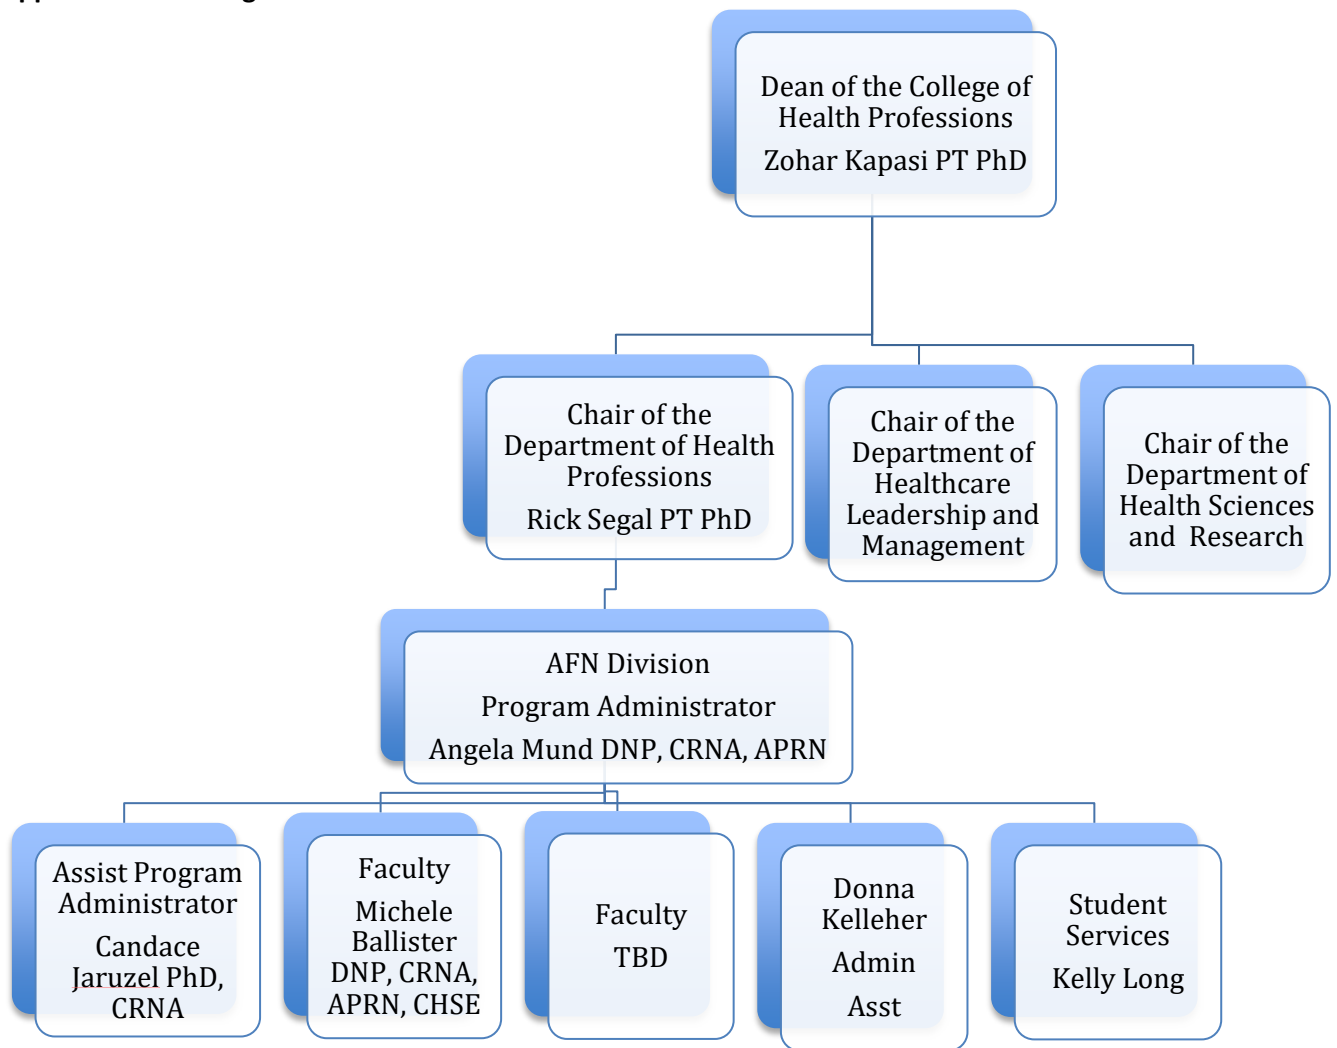 Dean of the College of
Health Professions
Zohar Kapasi PT PhD
Chair of the
Department of Health
Professions
Rick Segal PT PhD
Chair of the
Department of
Healthcare
Leadership and
Management
Chair of the
Department of
Health Sciences
and Research
AFN Division
Program Administrator
Angela Mund DNP, CRNA, APRN
Assist Program
Administrator
Candace
Jaruzel PhD,
CRNA
Faculty
Michele
Ballister
DNP, CRNA,
APRN, CHSE
Faculty
TBD
Donna
Kelleher
Admin
Asst
Student
Services
Kelly Long